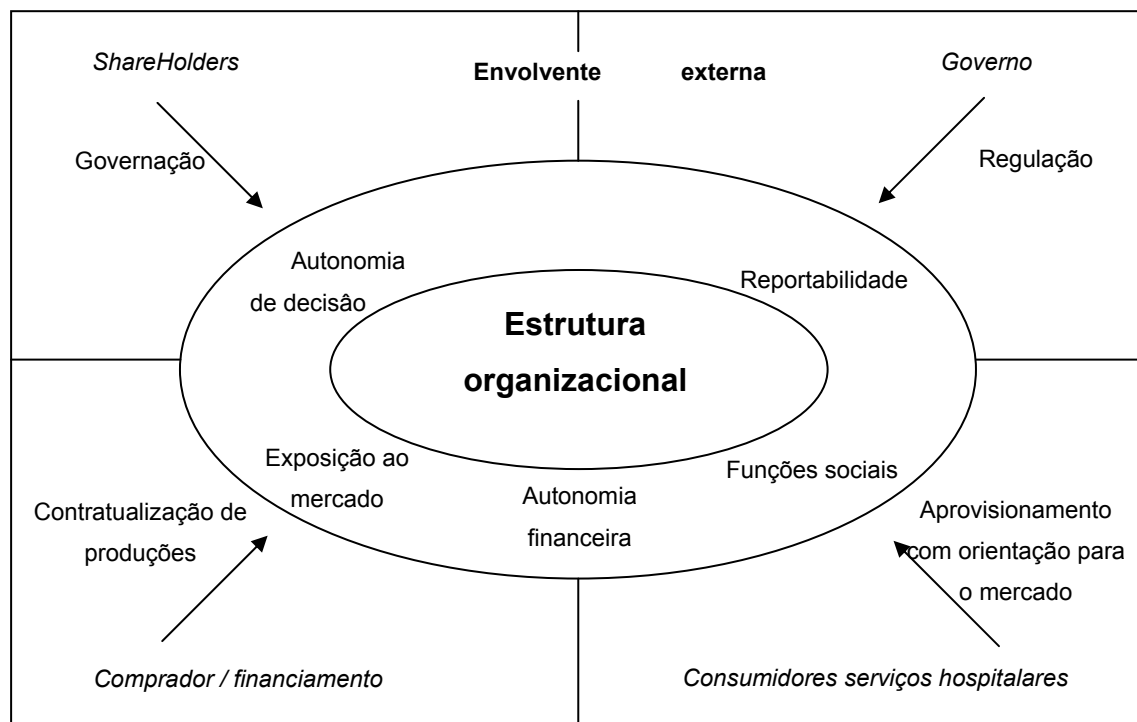 ShareHolders
Envolvente externa
Governo
Governação
Regulação
Autonomia
de decisâo
Reportabilidade
Estrutura
organizacional
Exposição ao
mercado
Autonomia
financeira
Funções sociais
Contratualização de
produções
Aprovisionamento
com orientação para
o mercado
Comprador / financiamento
Consumidores serviços hospitalares